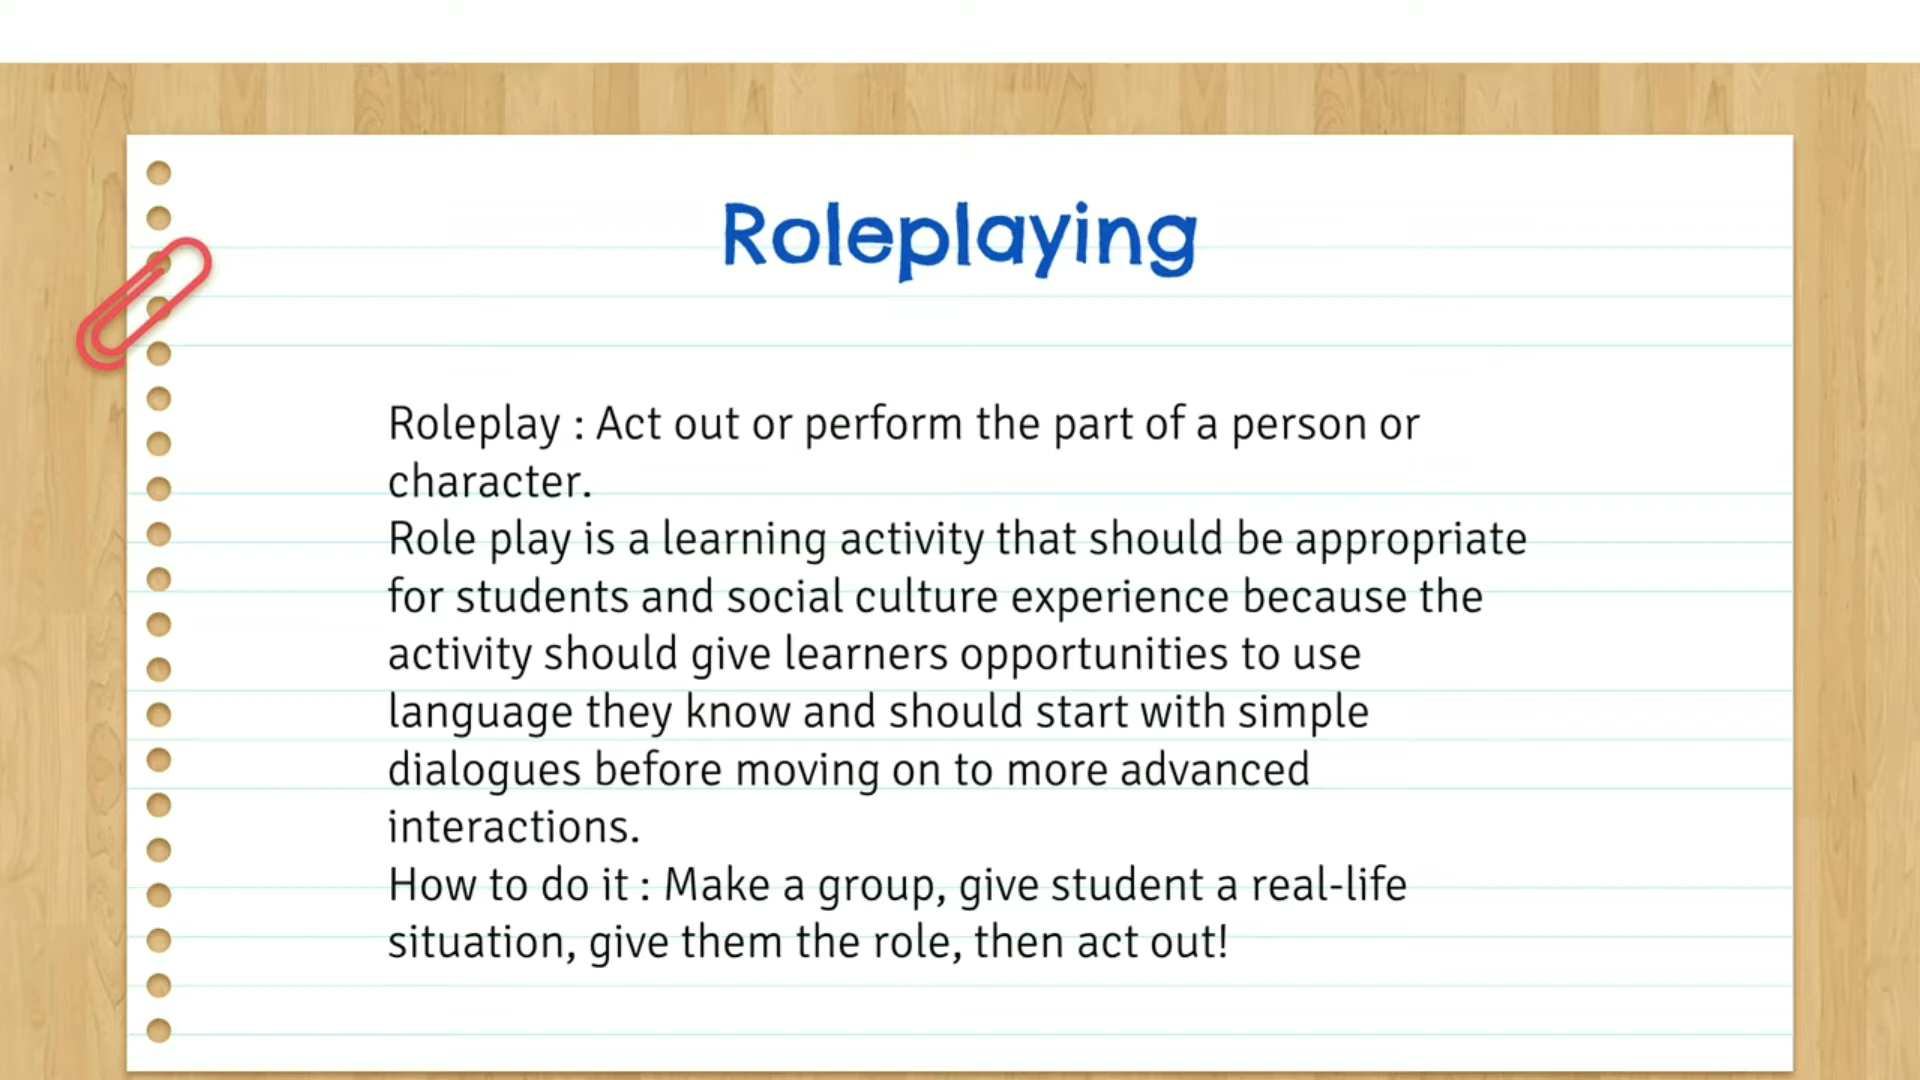 Roleplaying
Roleplay : Act out or perform the part of a person or
character.
Role play is a learning activity that should be appropriate
for students and social culture experience because the
activity should give learners opportunities to use
language they know and should start with simple
dialogues before moving on to more advanced
interactions.
How to do it : Make a group, give student a real-life
situation, give them the role, then act out!